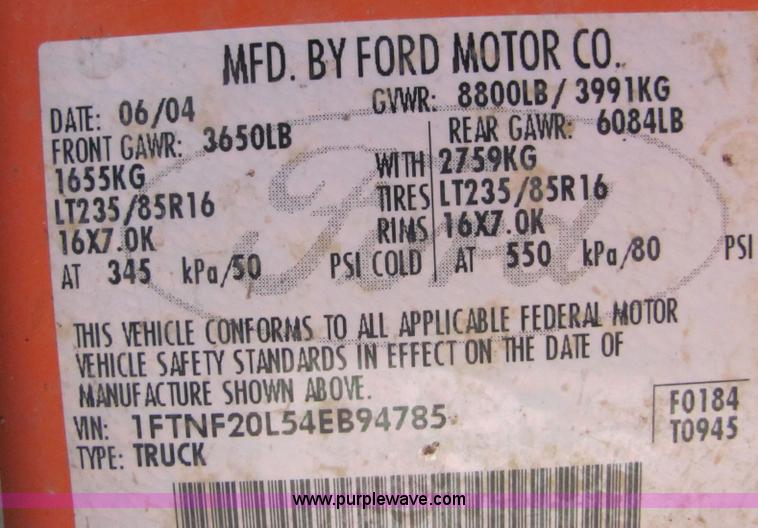 MFD. BY FORD MOTOR CO.
DATE: 06/04 GVWR: 8800LB/ 3991KG
FRONT GAWR: 3650LB REAR GAWR: 6084LB
1655KG WITH 2759KG
LT235/85R16 TIRES LT235/85R16
16X7.0K RIMS 16X7.0K
AT 345 kPa/50 PSI COLD AT 550 kPa/80 PSI
Ford
THIS VEHICLE CONFORMS TO ALL APPLICABLE FEDERAL MOTOR
VEHICLE SAFETY STANDARDS IN EFFECT ON THE DATE OF
MANUFACTURE SHOWN ABOVE.
VIN: 1FTNF20L54EB94785
F0184
TYPE: TRUCK
T0945
www.purplewave.com